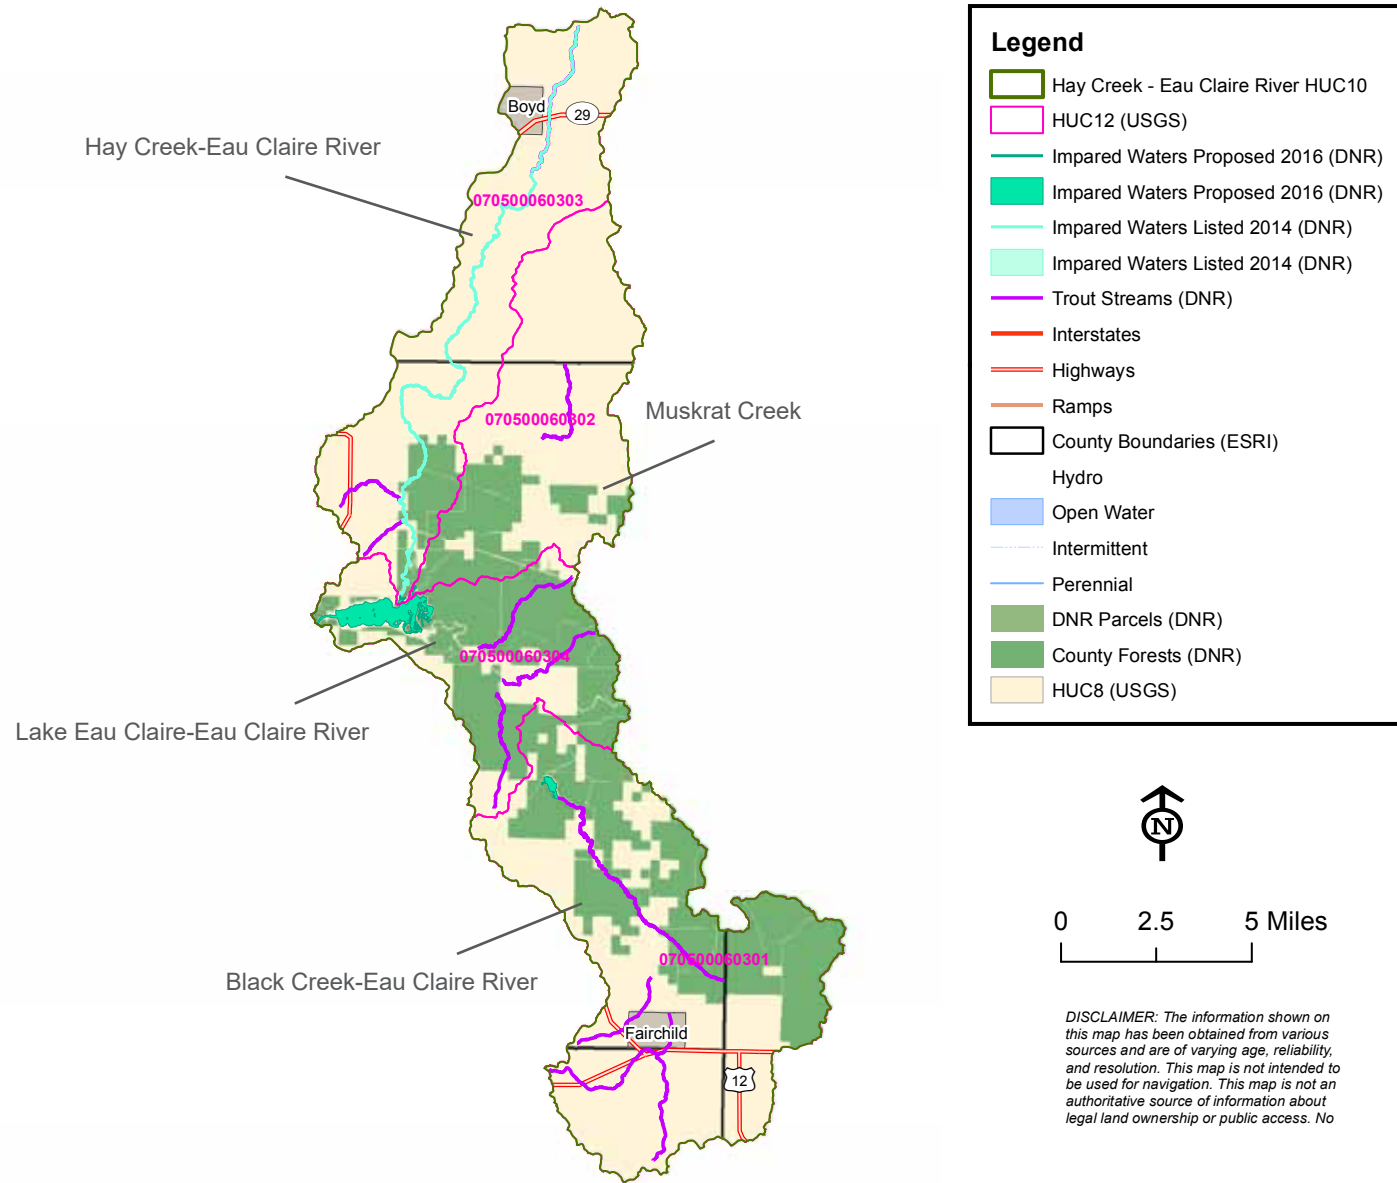 Boyd
29
Hay Creek-Eau Claire River
070500060303
070500060302
Muskrat Creek
070500060304
Lake Eau Claire-Eau Claire River
Black Creek-Eau Claire River
070500060301
Fairchild
12
Legend
Hay Creek - Eau Claire River HUC10
HUC12 (USGS)
Impared Waters Proposed 2016 (DNR)
Impared Waters Proposed 2016 (DNR)
Impared Waters Listed 2014 (DNR)
Impared Waters Listed 2014 (DNR)
Trout Streams (DNR)
Interstates
Highways
Ramps
County Boundaries (ESRI)
Hydro
Open Water
Intermittent
Perennial
DNR Parcels (DNR)
County Forests (DNR)
HUC8 (USGS)
N
0 2.5 5 Miles
DISCLAIMER: The information shown on
this map has been obtained from various
sources and are of varying age, reliability,
and resolution. This map is not intended to
be used for navigation. This map is not an
authoritative source of information about
legal land ownership or public access. No